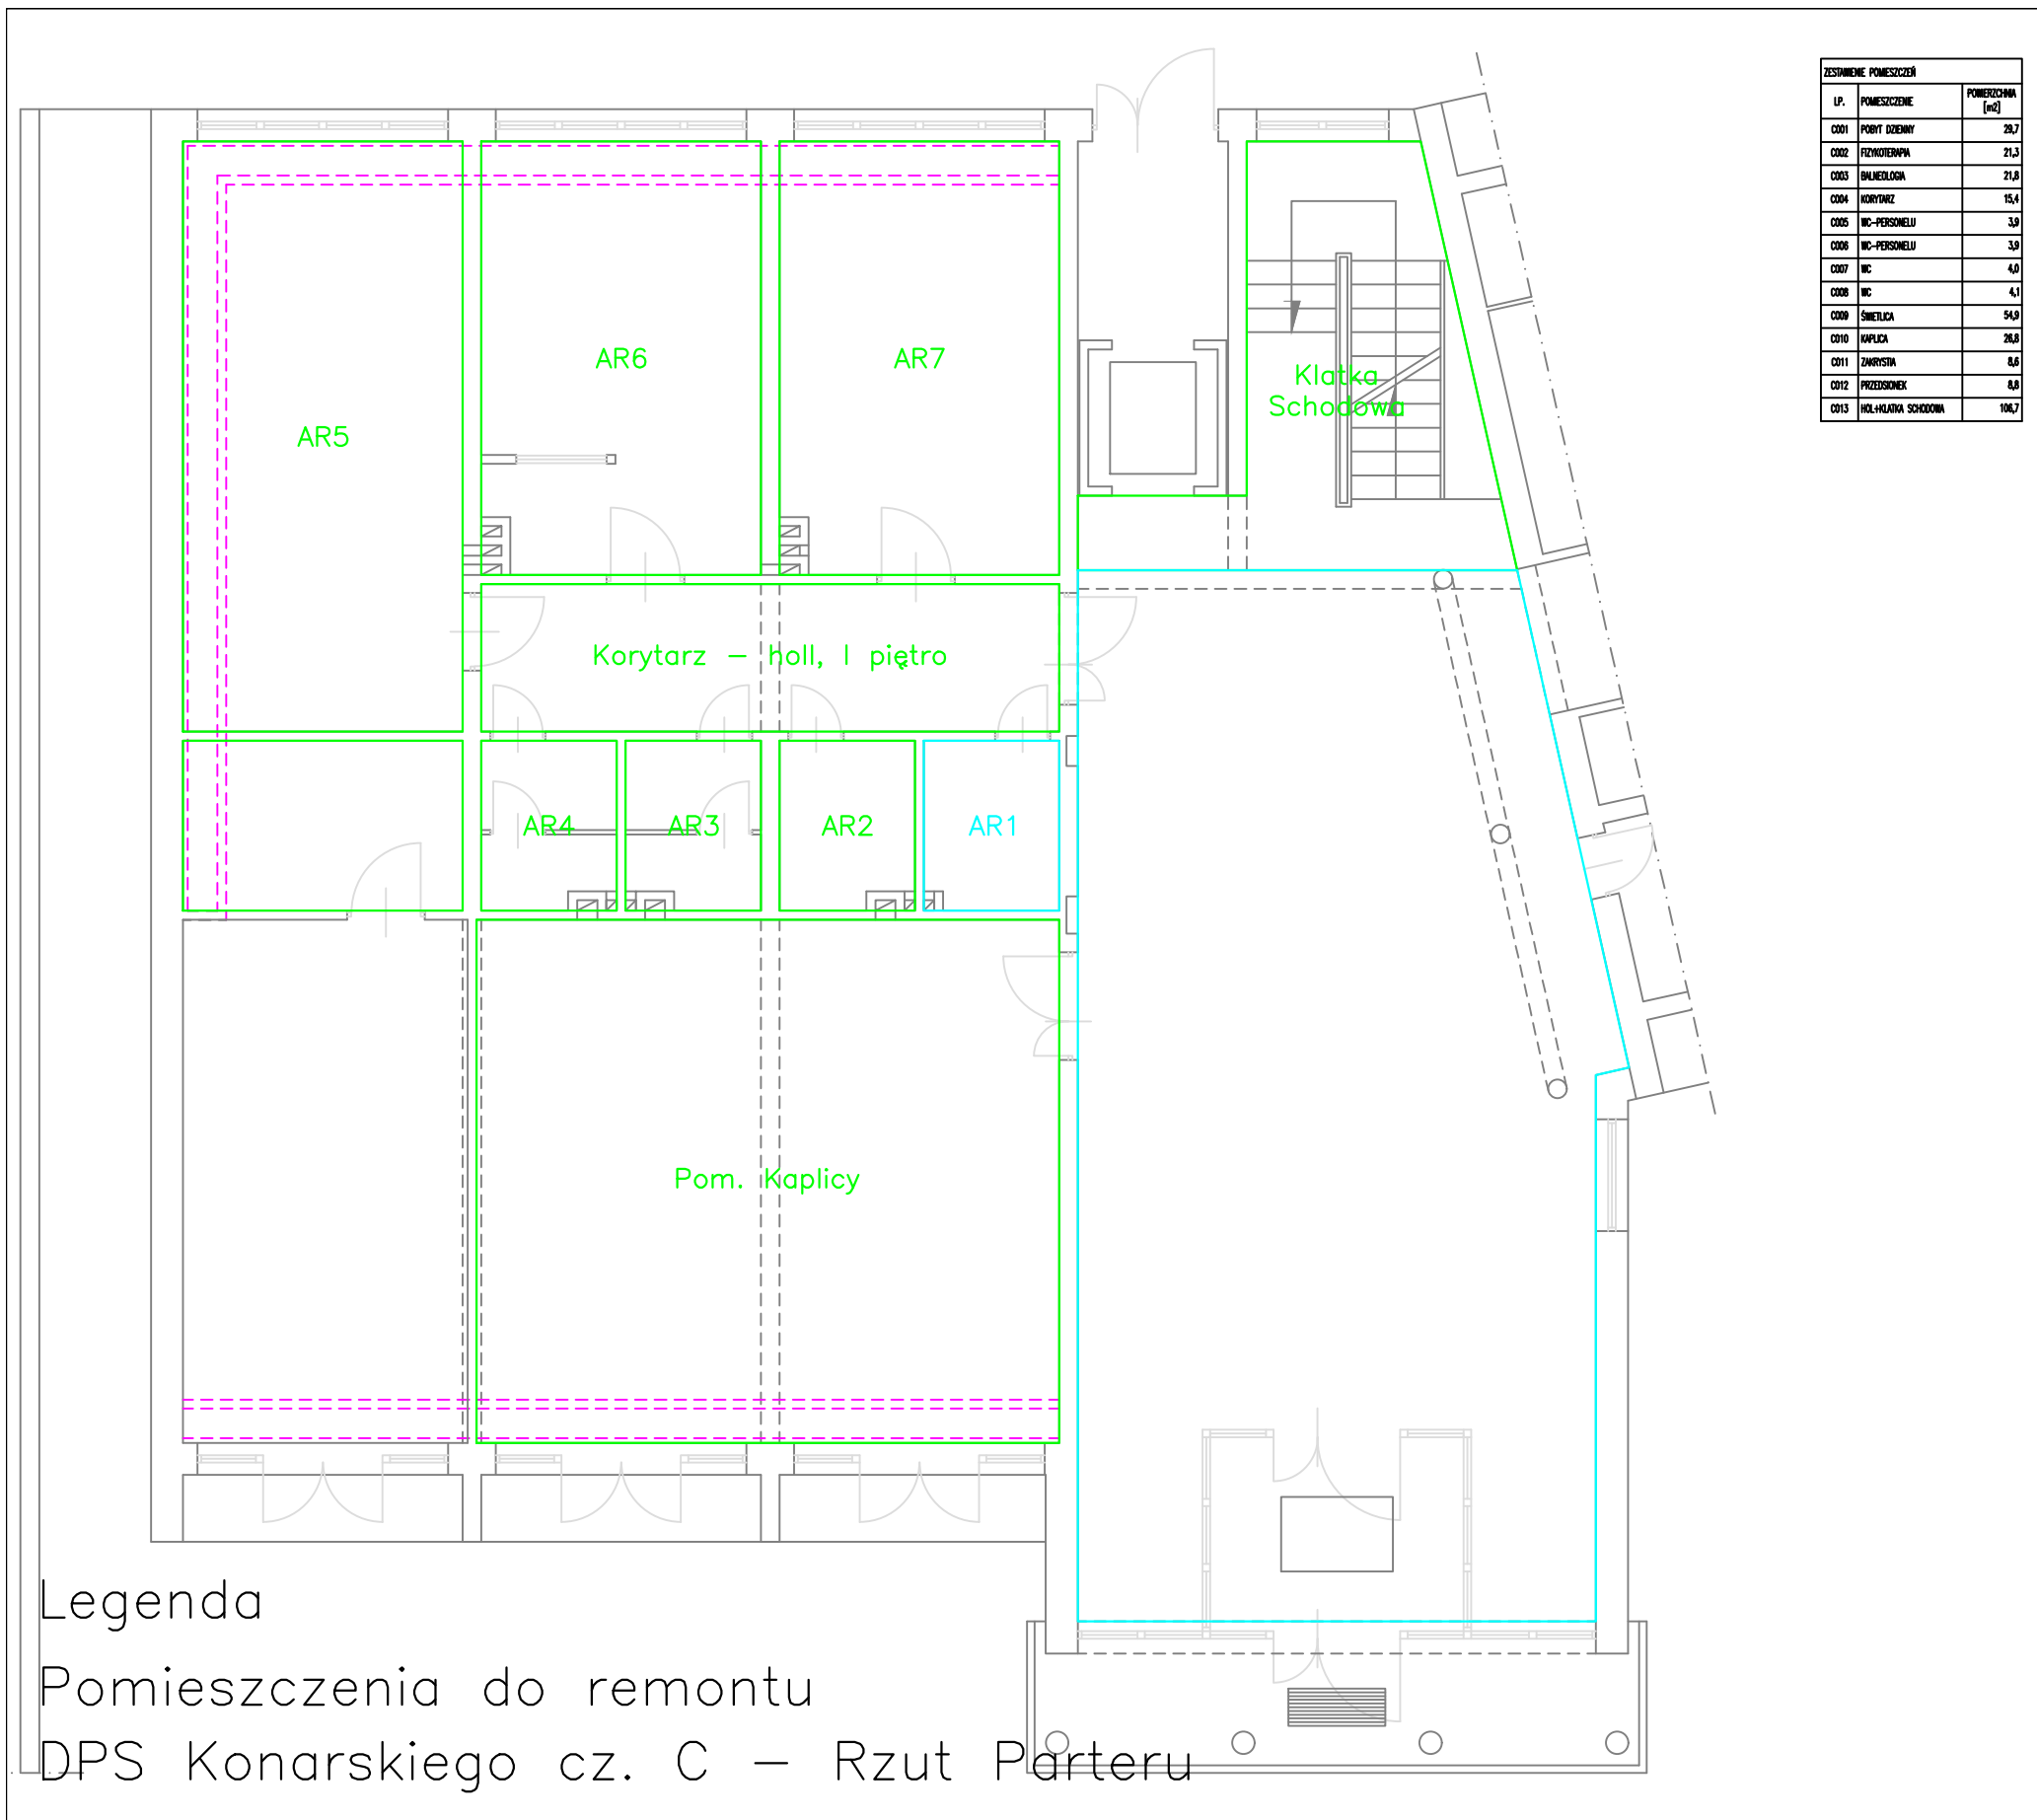 ZESTAWIENIE POMIESZCZEŃ
LP. POMIESZCZENIE POWIERZCHNIA [m2]
C001 POBYT DZIENNY 29,7
C002 FIZYKOTERAPIA 21,3
C003 BALNEOLOGIA 21,8
C004 KORYTARZ 15,4
C005 WC-PERSONELU 3,9
C006 WC-PERSONELU 3,9
C007 WC 4,0
C008 WC 4,1
C009 ŚWIETLICA 54,9
C010 KAPLICA 26,8
C011 ZAKRYSTIA 8,6
C012 PRZEDSIONEK 8,8
C013 HOL+KLATKA SCHODOWA 106,7
AR6
AR7
Klatka
Schodowa
AR5
Korytarz – holl, I piętro
AR4
AR3
AR2
AR1
Pom. Kaplicy
Legenda
Pomieszczenia do remontu
DPS Konarskiego cz. C – Rzut Parteru